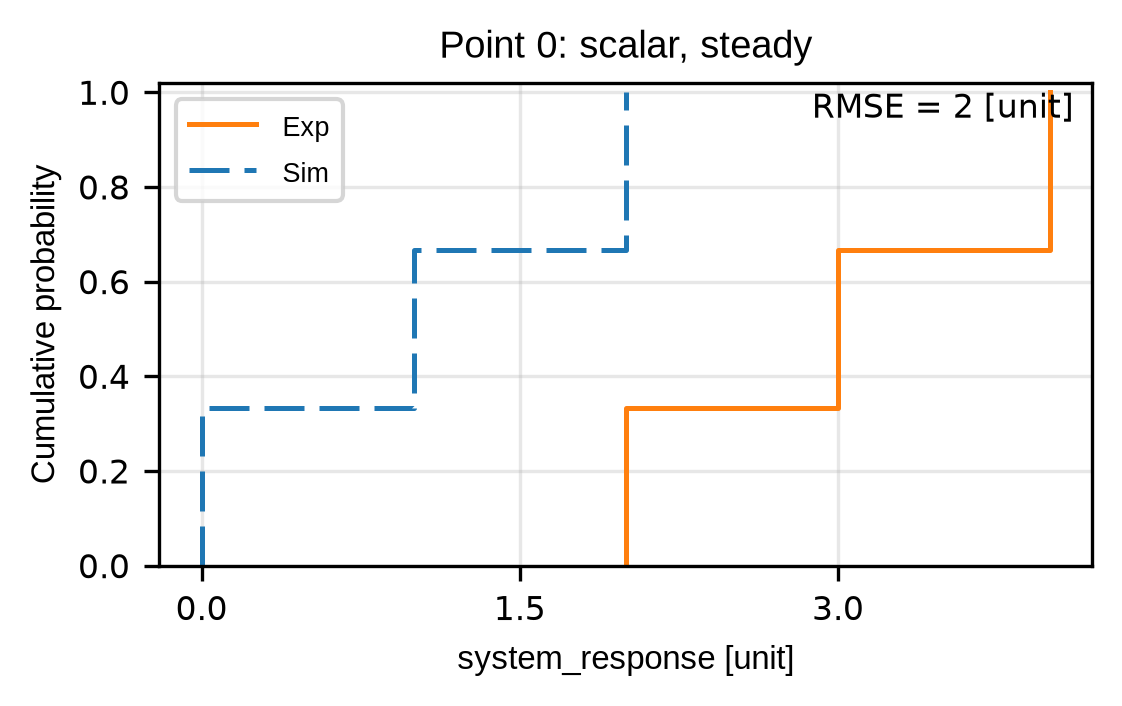 Point 0: scalar, steady
1.0
0.8
0.6
0.4
0.2
0.0
Cumulative probability
Exp
Sim
RMSE = 2 [unit]
0.0
1.5
3.0
system_response [unit]